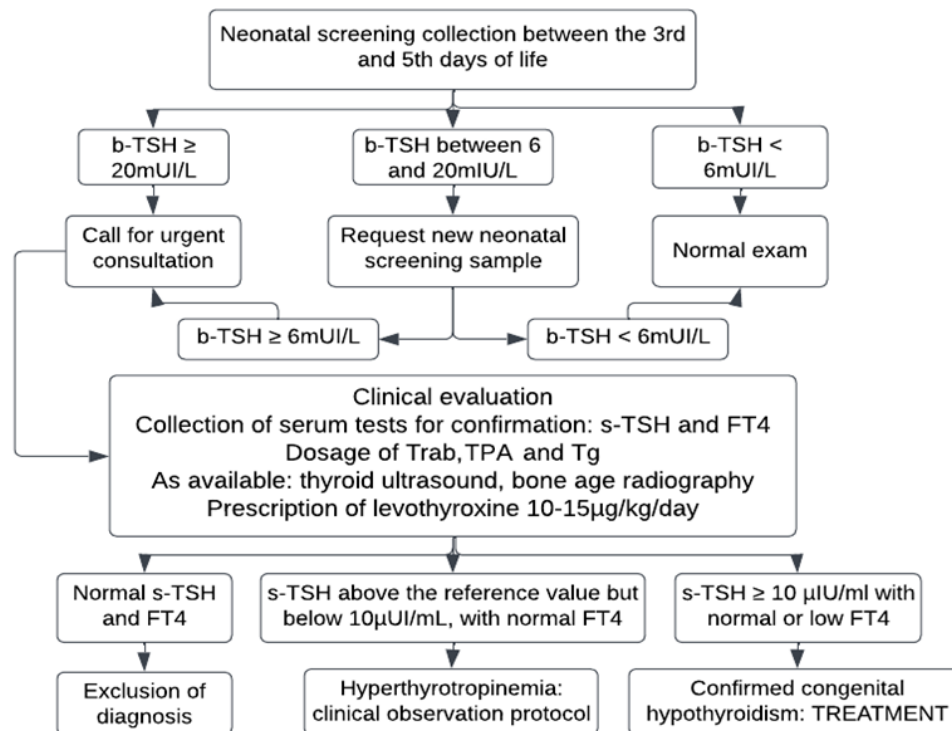 Neonatal screening collection between the 3rd
and 5th days of life
b-TSH ≥
20mUI/L
b-TSH between 6
and 20mIU/L
b-TSH <
6mUI/L
Call for urgent
consultation
Request new neonatal
screening sample
Normal exam
b-TSH ≥ 6mUI/L
b-TSH < 6mUI/L
Clinical evaluation
Collection of serum tests for confirmation: s-TSH and FT4
Dosage of Trab, TPA and Tg
As available: thyroid ultrasound, bone age radiography
Prescription of levothyroxine 10-15µg/kg/day
Normal s-TSH
and FT4
s-TSH above the reference value but
below 10µUI/mL, with normal FT4
s-TSH ≥ 10 µIU/ml with
normal or low FT4
Exclusion of
diagnosis
Hyperthyrotropinemia:
clinical observation protocol
Confirmed congenital
hypothyroidism: TREATMENT